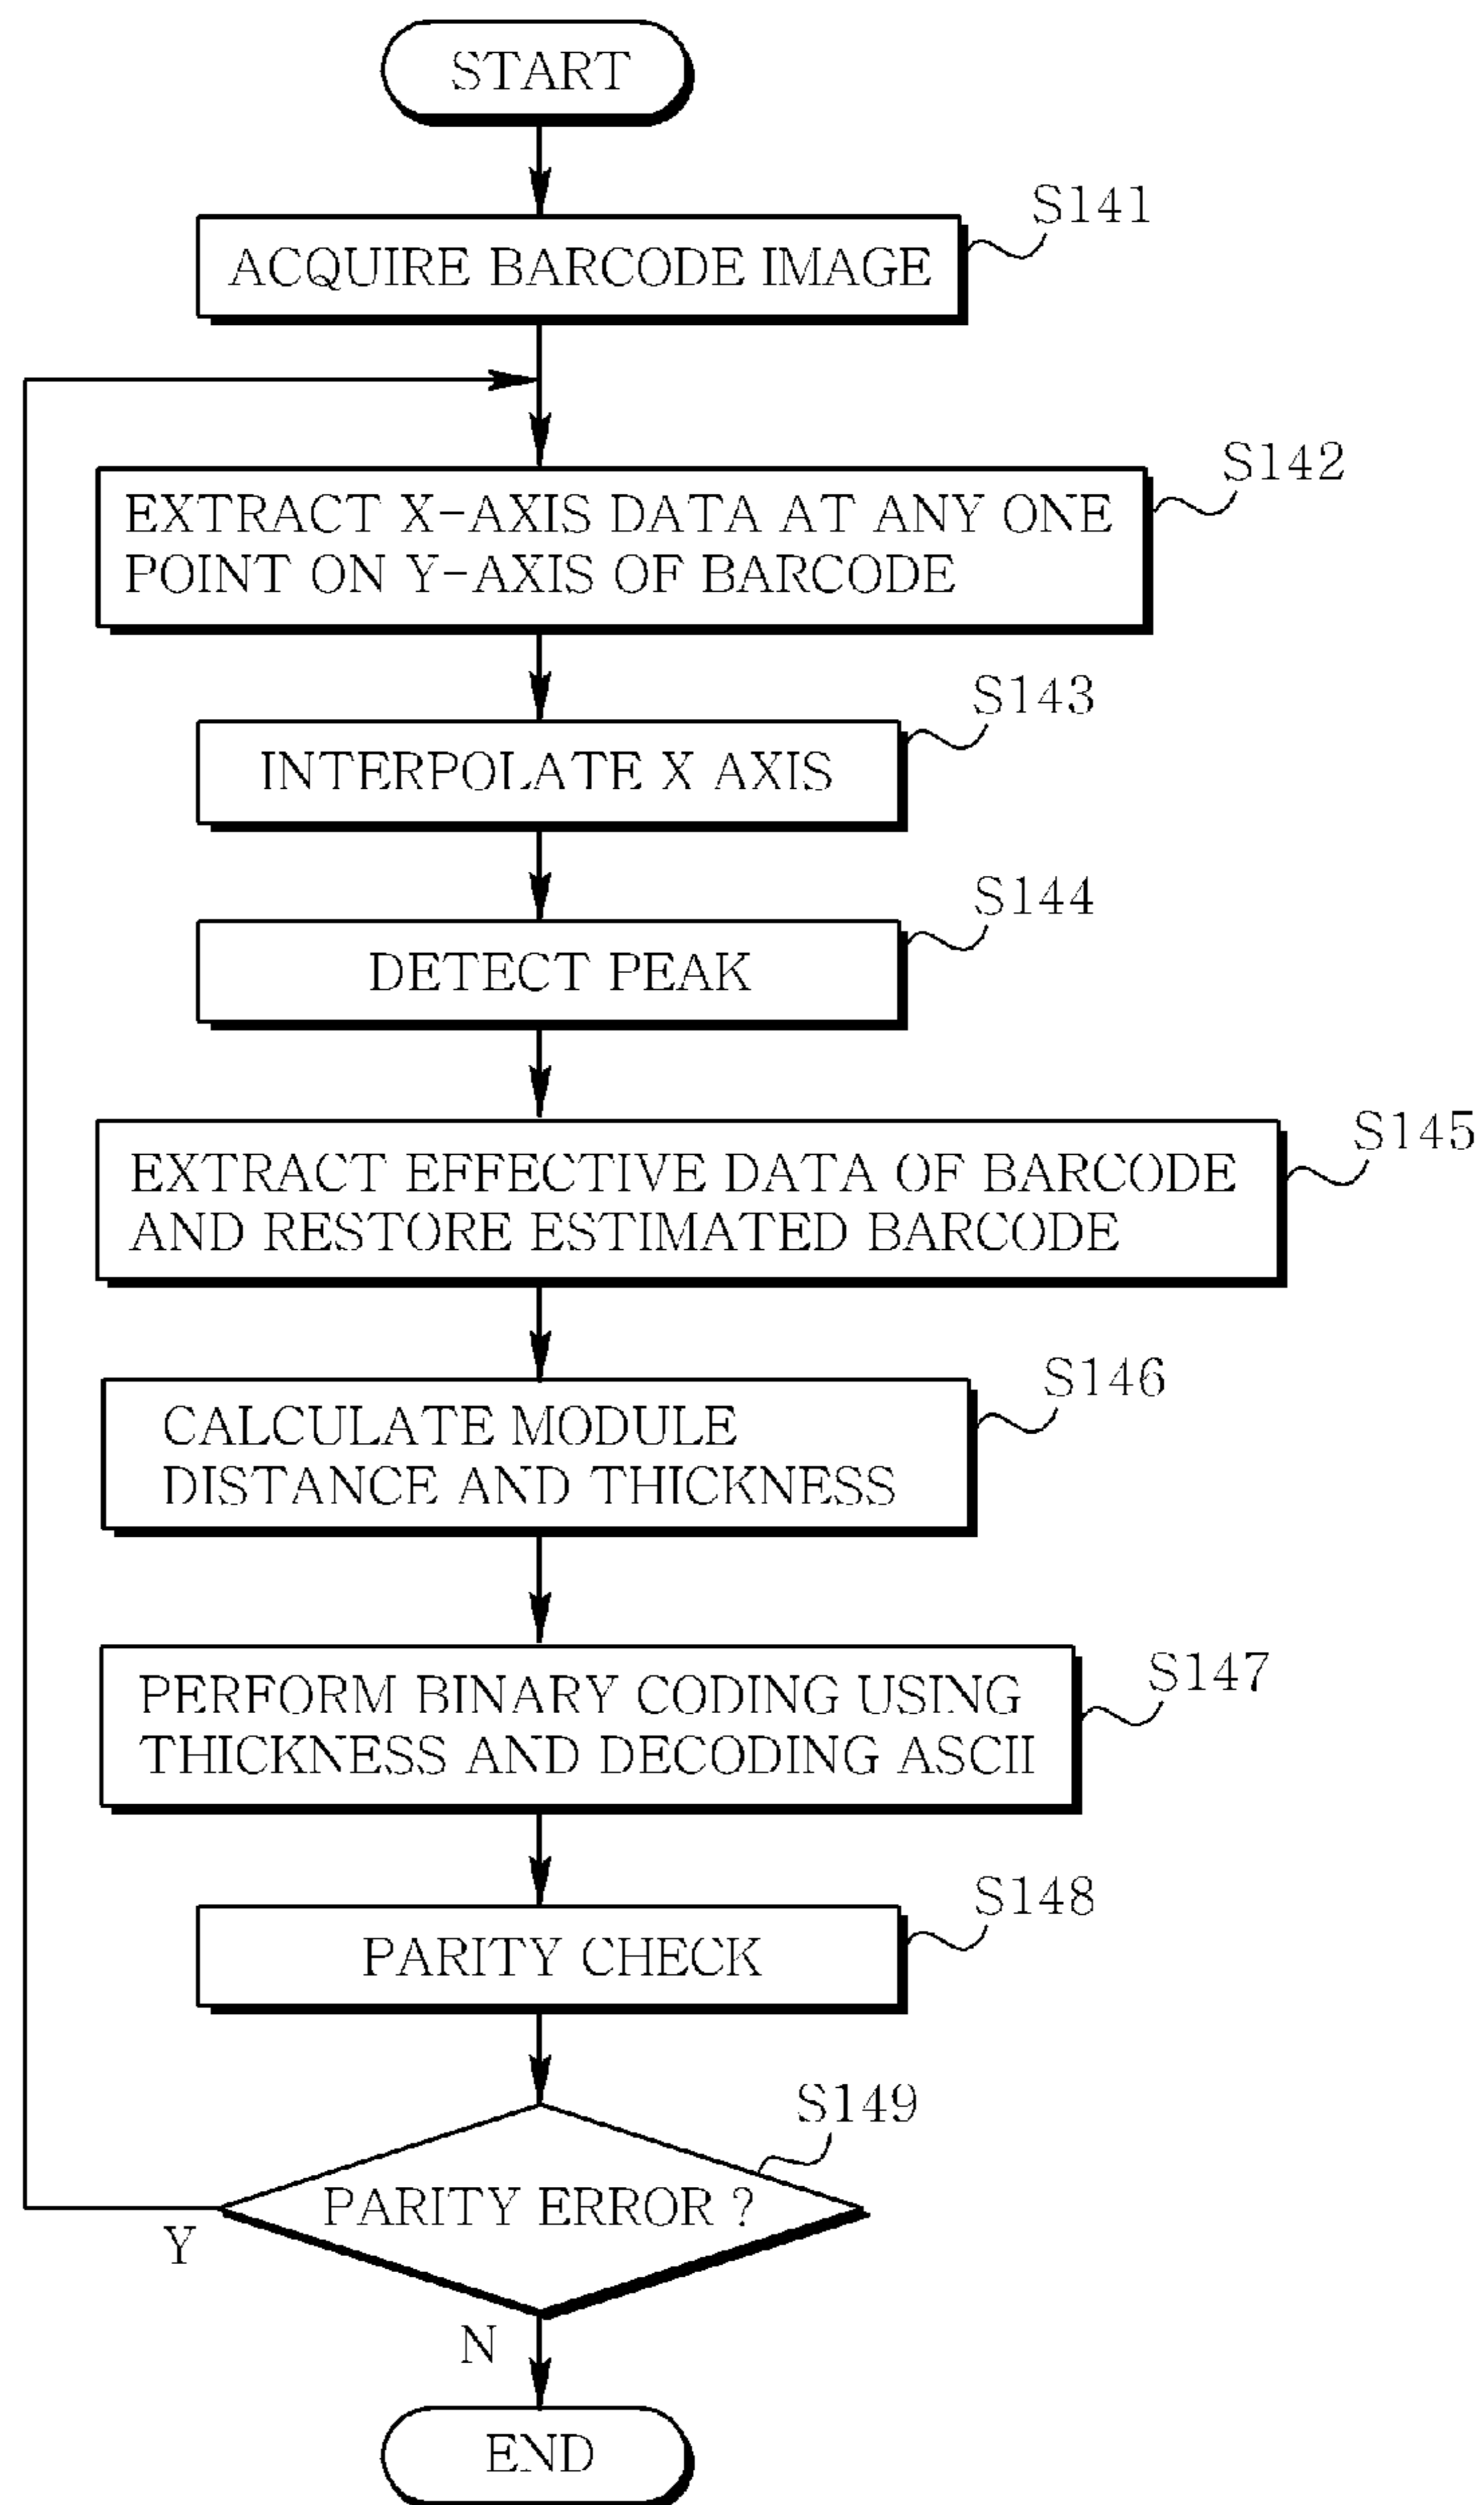 START
S141
ACQUIRE BARCODE IMAGE
S142
EXTRACT X-AXIS DATA AT ANY ONE
POINT ON Y-AXIS OF BARCODE
S143
INTERPOLATE X AXIS
S144
DETECT PEAK
S145
EXTRACT EFFECTIVE DATA OF BARCODE
AND RESTORE ESTIMATED BARCODE
S146
CALCULATE MODULE
DISTANCE AND THICKNESS
S147
PERFORM BINARY CODING USING
THICKNESS AND DECODING ASCII
S148
PARITY CHECK
S149
PARITY ERROR ?
Y
N
END